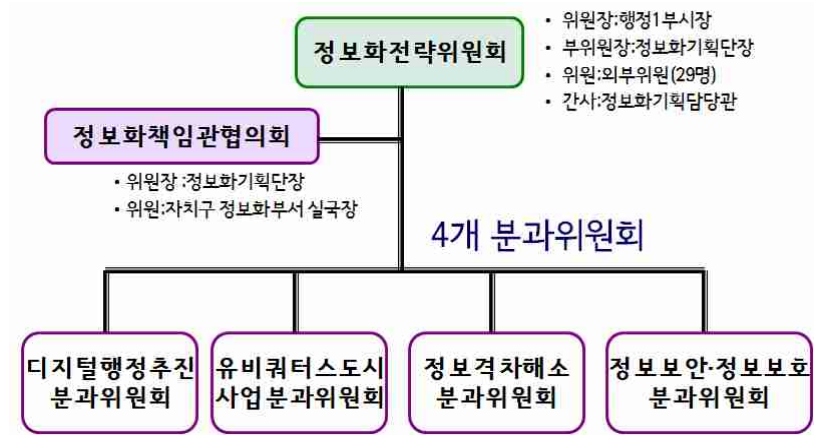 정보화전략위원회
• 위원장:행정1부시장
• 부위원장:정보화기획단장
• 위원:외부위원(29명)
• 간사:정보화기획담당관
정보화책임관협의회
• 위원장 :정보화기획단장
• 위원:자치구 정보화부서 실국장
4개 분과위원회
디지털행정추진
분과위원회
유비쿼터스도시
사업분과위원회
정보격차해소
분과위원회
정보보안·정보보호
분과위원회